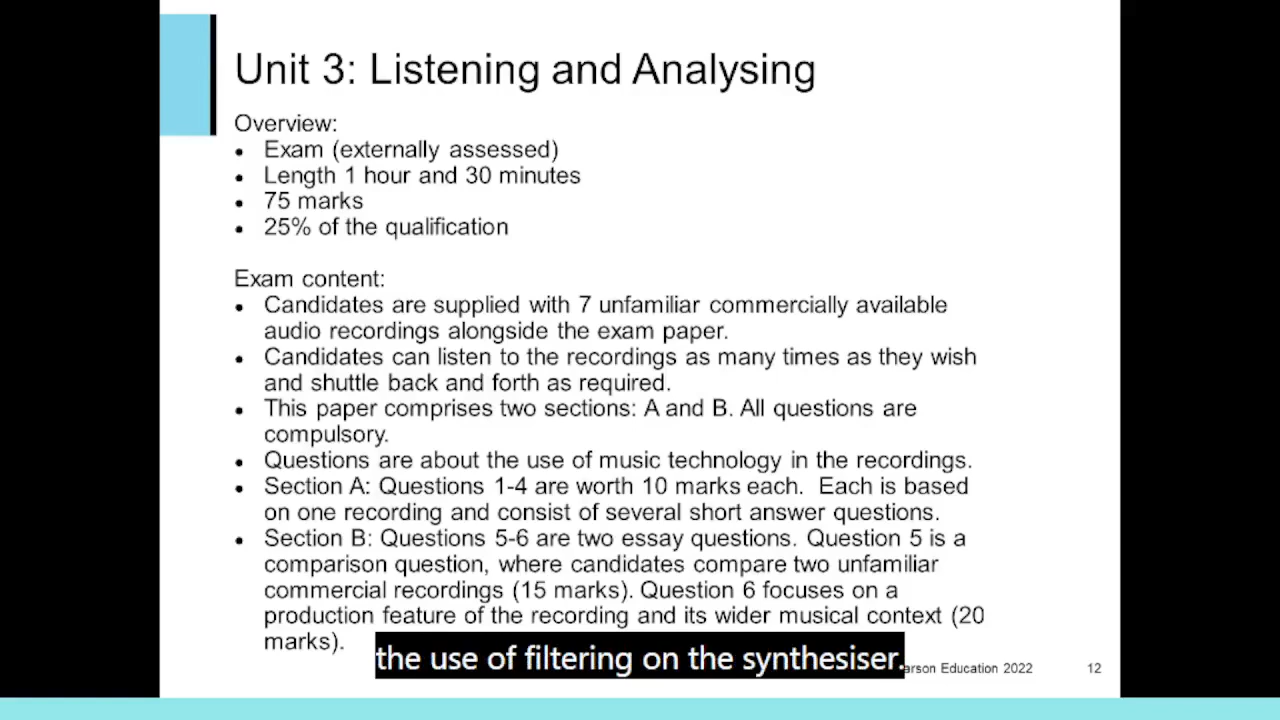 Unit 3: Listening and Analysing
Overview:
• Exam (externally assessed)
• Length 1 hour and 30 minutes
• 75 marks
• 25% of the qualification
Exam content:
• Candidates are supplied with 7 unfamiliar commercially available
audio recordings alongside the exam paper.
• Candidates can listen to the recordings as many times as they wish
and shuttle back and forth as required.
• This paper comprises two sections: A and B. All questions are
compulsory.
• Questions are about the use of music technology in the recordings.
• Section A: Questions 1-4 are worth 10 marks each. Each is based
on one recording and consist of several short answer questions.
• Section B: Questions 5-6 are two essay questions. Question 5 is a
comparison question, where candidates compare two unfamiliar
commercial recordings (15 marks). Question 6 focuses on a
production feature of the recording and its wider musical context (20
marks).
the use of filtering on the synthesiser.
Education 2022
12